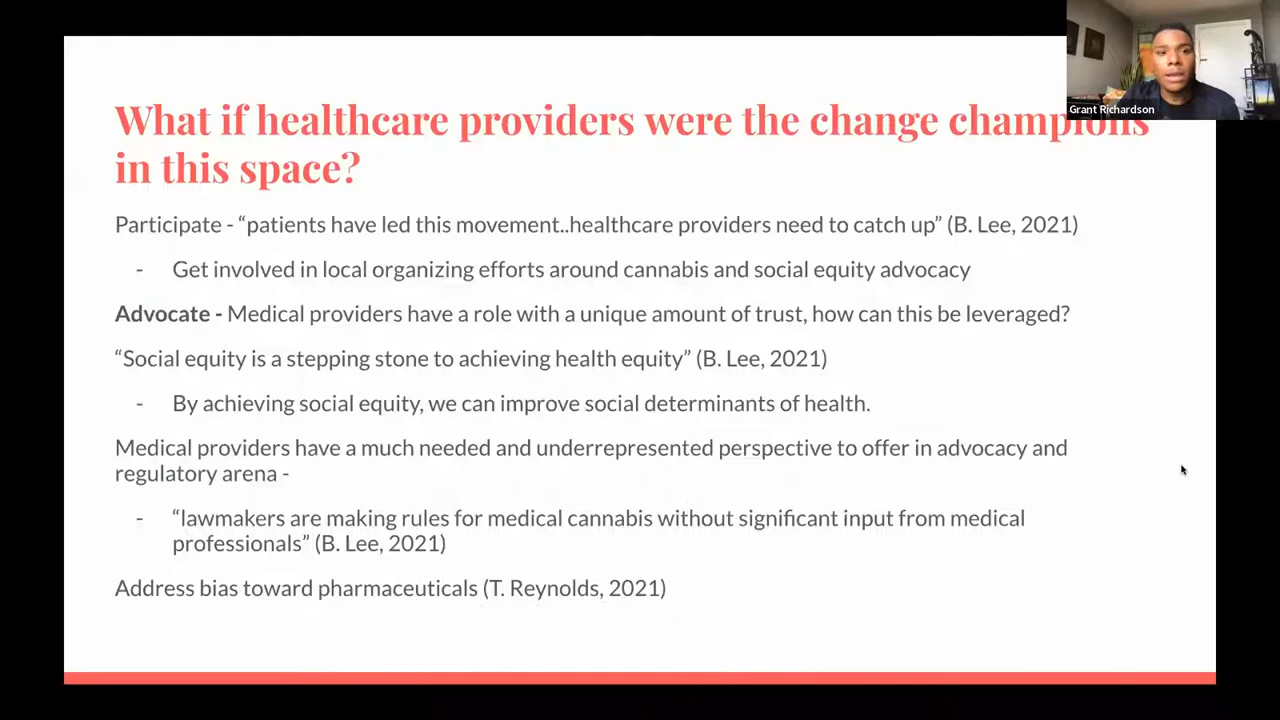 What if healthcare providers were the change champions
in this space?
Grant Richardson
Participate - “patients have led this movement..healthcare providers need to catch up” (B. Lee, 2021)
- Get involved in local organizing efforts around cannabis and social equity advocacy
Advocate - Medical providers have a role with a unique amount of trust, how can this be leveraged?
“Social equity is a stepping stone to achieving health equity” (B. Lee, 2021)
- By achieving social equity, we can improve social determinants of health.
Medical providers have a much needed and underrepresented perspective to offer in advocacy and
regulatory arena -
- “lawmakers are making rules for medical cannabis without significant input from medical
professionals” (B. Lee, 2021)
Address bias toward pharmaceuticals (T. Reynolds, 2021)